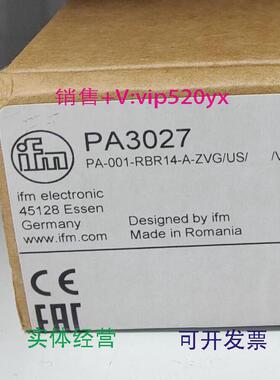 销售+V:vip520yx
ifm
PA3027
PA-001-RBR14-A-ZVG/US/ /V
ifm electronic
45128 Essen
Germany
www.ifm.com
Designed by ifm
Made in Romania
CE
EAC
实体经营 可开发票